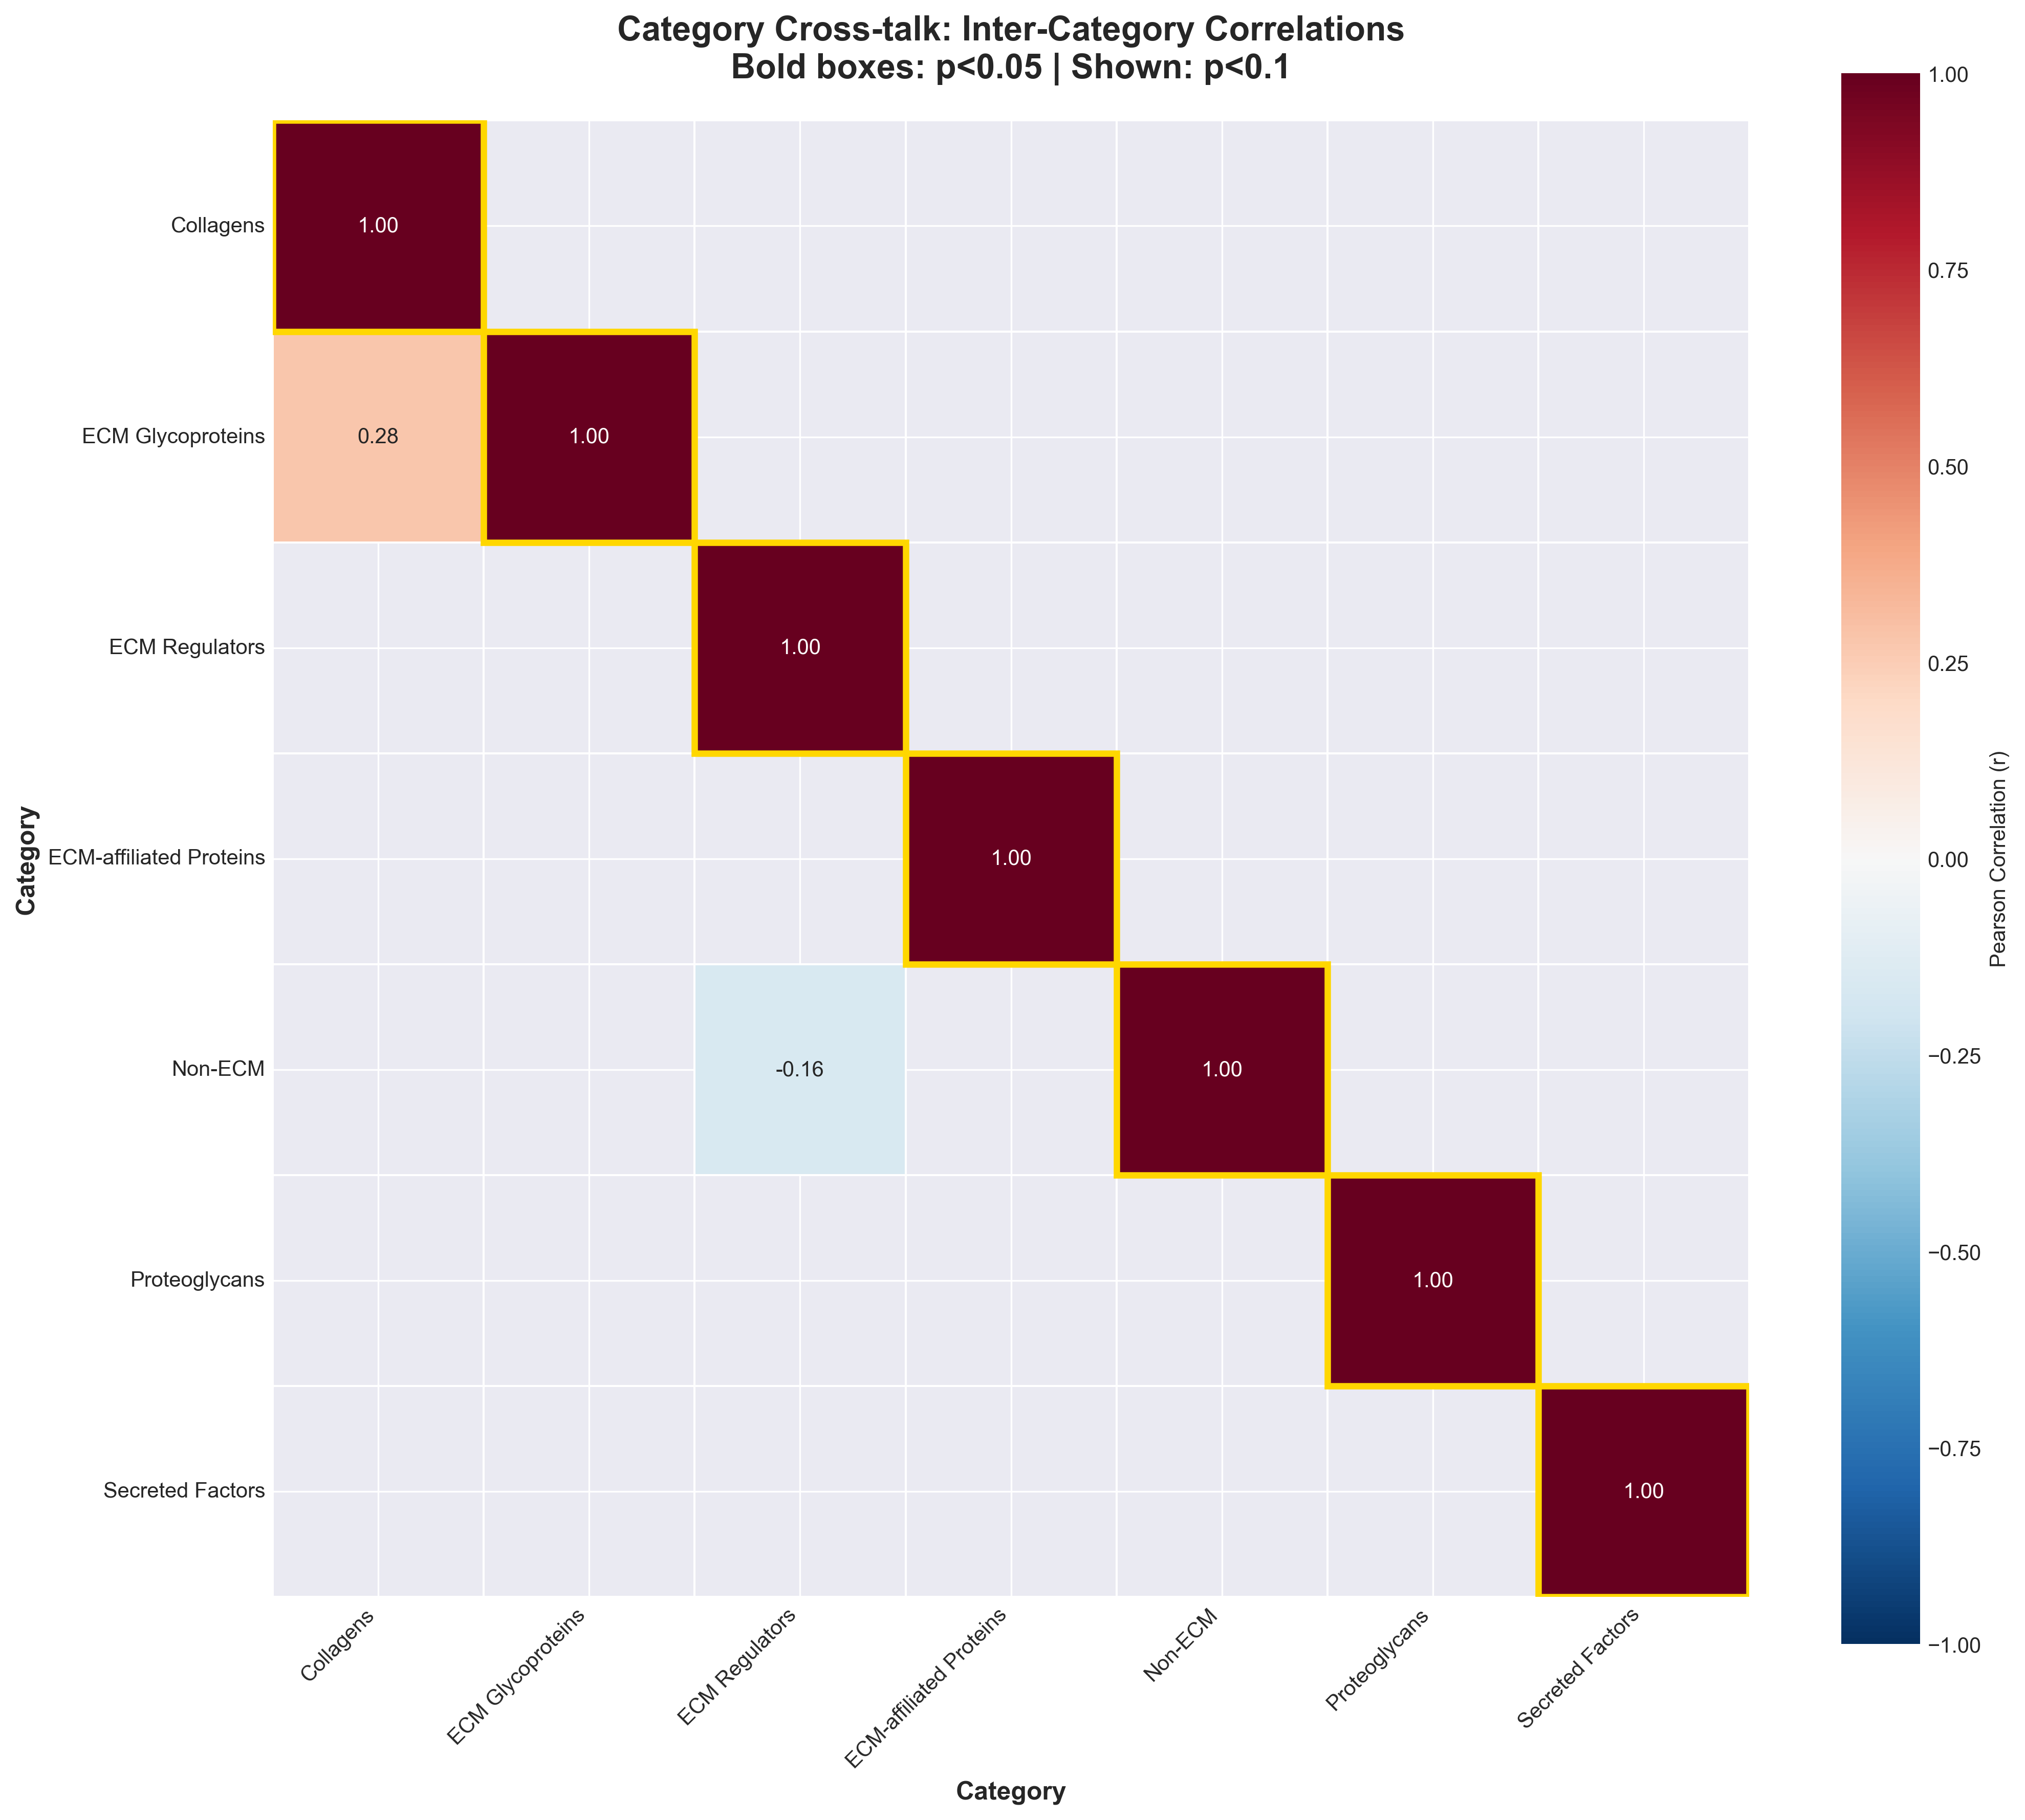 Category Cross-talk: Inter-Category Correlations
Bold boxes: p<0.05 | Shown: p<0.1
Collagens
ECM Glycoproteins
ECM Regulators
ECM-affiliated Proteins
Non-ECM
Proteoglycans
Secreted Factors
Category
1.00
0.28
1.00
1.00
1.00
-0.16
1.00
1.00
1.00
Collagens
ECM Glycoproteins
ECM Regulators
ECM-affiliated Proteins
Non-ECM
Proteoglycans
Secreted Factors
Category
1.00
0.75
0.50
0.25
0.00
−0.25
−0.50
−0.75
−1.00
Pearson Correlation (r)